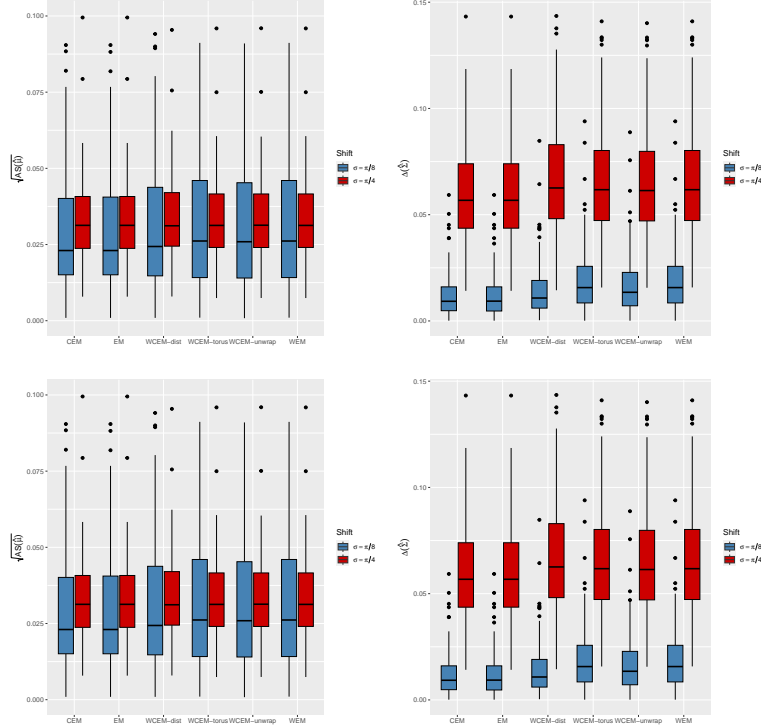 0.100
0.075
0.050
0.025
0.000
√AS(μ̂)
CEM
EM
WCEM−dist
WCEM−torus
WCEM−unwrap
WEM
Shift
σ = π/8
σ = π/4
0.15
0.10
0.05
0.00
Δ(Σ̂)
CEM
EM
WCEM−dist
WCEM−torus
WCEM−unwrap
WEM
Shift
σ = π/8
σ = π/4
0.100
0.075
0.050
0.025
0.000
√AS(μ̂)
CEM
EM
WCEM−dist
WCEM−torus
WCEM−unwrap
WEM
Shift
σ = π/8
σ = π/4
0.15
0.10
0.05
0.00
Δ(Σ̂)
CEM
EM
WCEM−dist
WCEM−torus
WCEM−unwrap
WEM
Shift
σ = π/8
σ = π/4